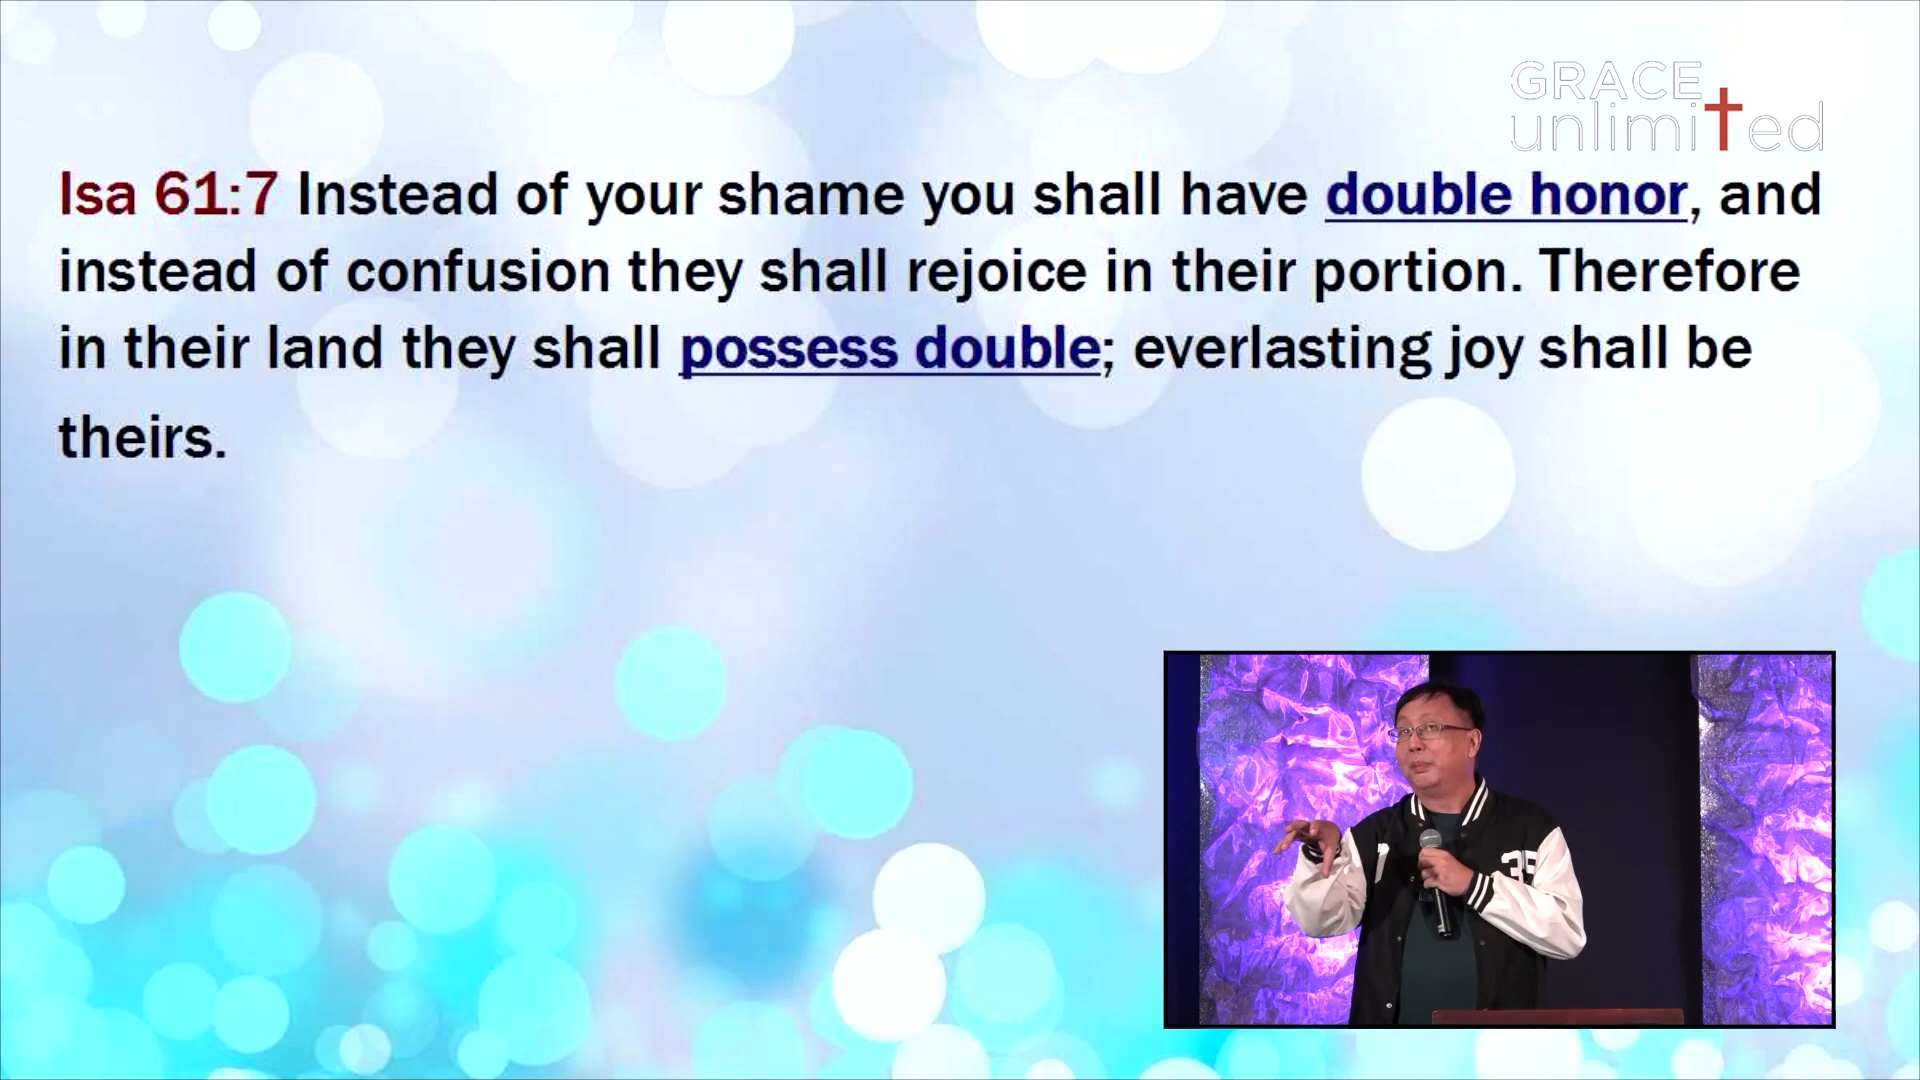 GRACE
unlimited
Isa 61:7 Instead of your shame you shall have double honor, and
instead of confusion they shall rejoice in their portion. Therefore
in their land they shall possess double; everlasting joy shall be
theirs.